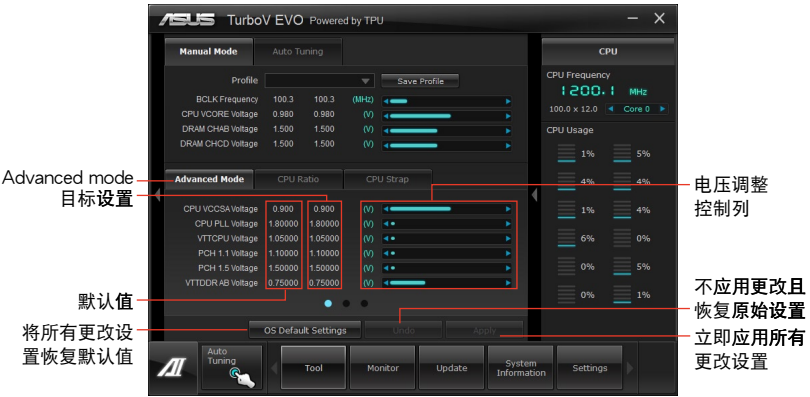 ASUS TurboV EVO Powered by TPU
Manual Mode Auto Tuning
Profile Save Profile
BCLK Frequency 100.3 100.3 (MHz)
CPU VCORE Voltage 0.980 0.980 (V)
DRAM CHAB Voltage 1.500 1.500 (V)
DRAM CHCD Voltage 1.500 1.500 (V)
Advanced Mode CPU Ratio CPU Strap
CPU VCCSA Voltage 0.900 0.900 (V)
CPU PLL Voltage 1.80000 1.80000 (V)
VTTCPU Voltage 1.05000 1.05000 (V)
PCH 1.1 Voltage 1.10000 1.10000 (V)
PCH 1.5 Voltage 1.50000 1.50000 (V)
VTTDDR AB Voltage 0.75000 0.75000 (V)
OS Default Settings Undo Apply
CPU
CPU Frequency
1200.1 MHz
100.0 x 12.0 Core 0
CPU Usage
1% 5%
4% 4%
1% 4%
6% 0%
0% 5%
0% 1%
Auto
Tuning
Tool Monitor Update System
Information Settings
Advanced mode
目标设置
默认值
将所有更改设
置恢复默认值
电压调整
控制列
不应用更改且
恢复原始设置
立即应用所有
更改设置